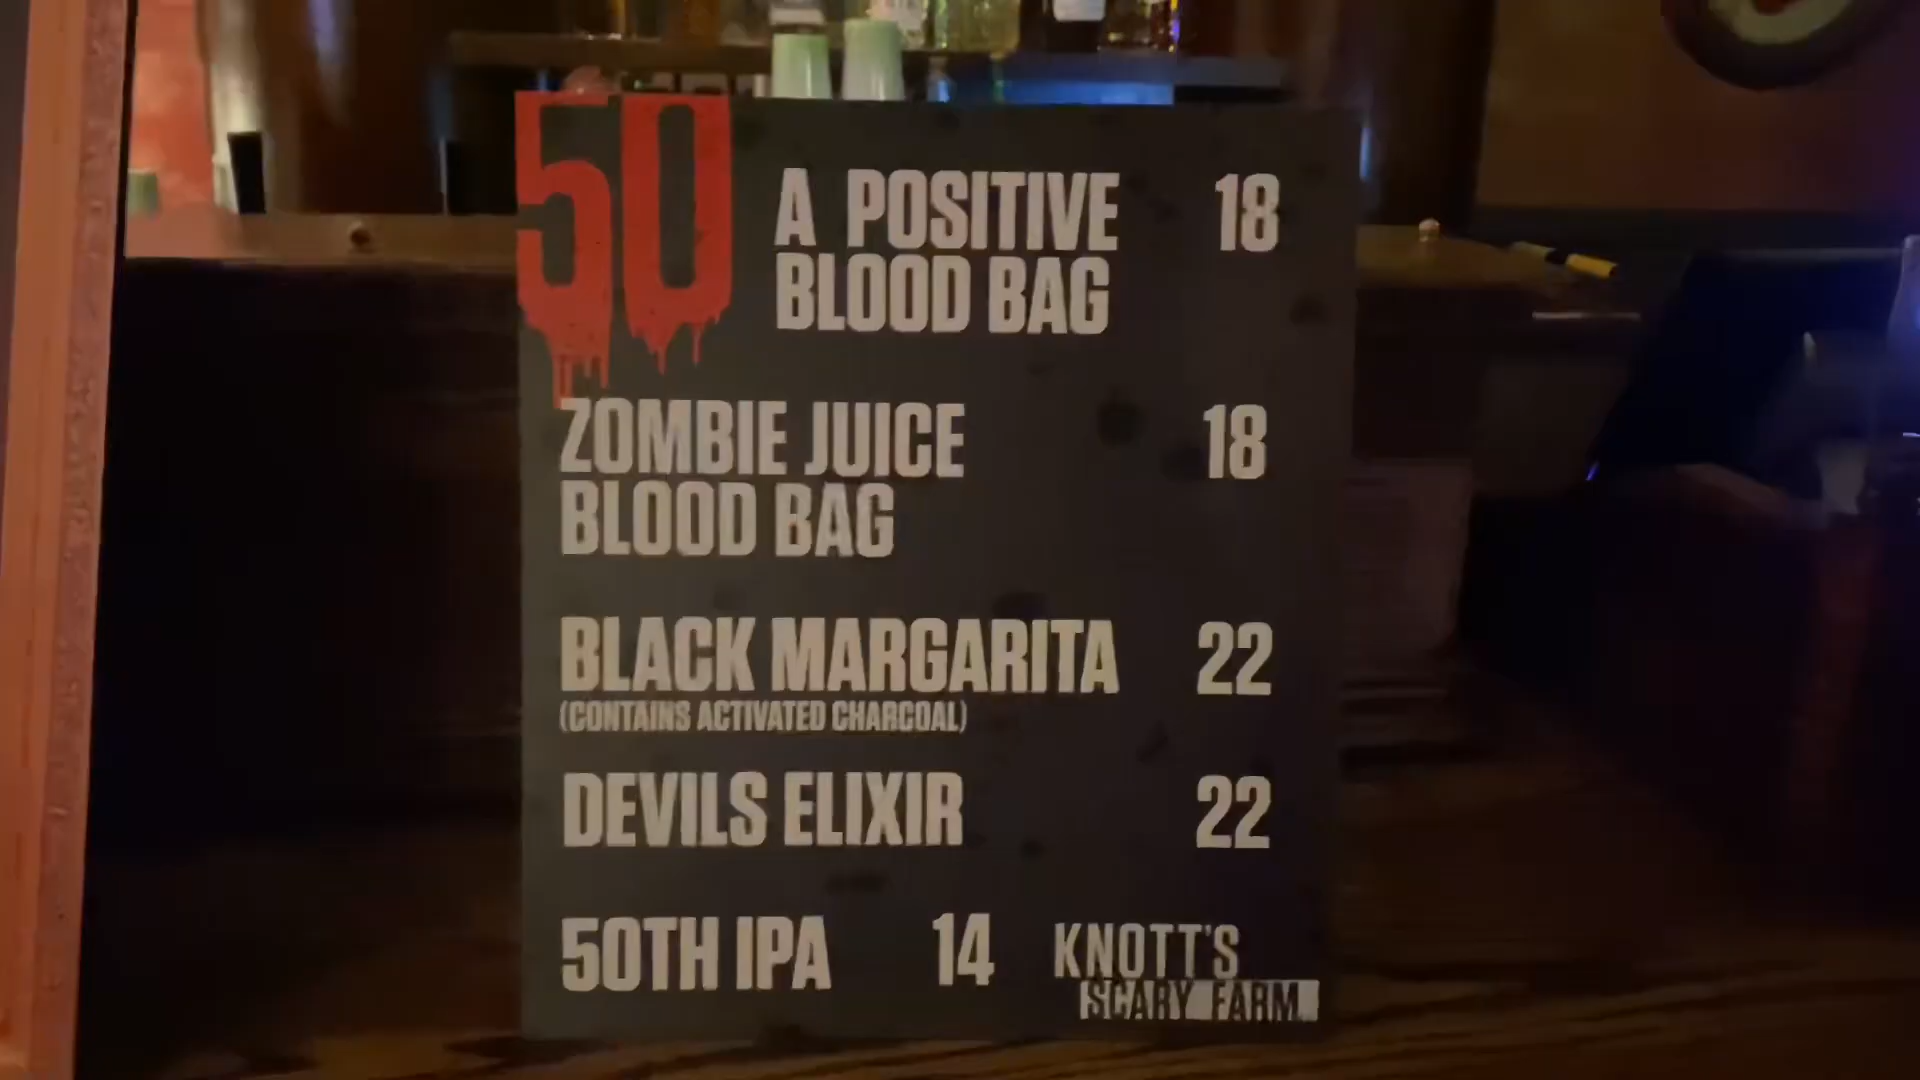 50
A POSITIVE 18
BLOOD BAG
ZOMBIE JUICE 18
BLOOD BAG
BLACK MARGARITA 22
(CONTAINS ACTIVATED CHARCOAL)
DEVILS ELIXIR 22
50TH IPA 14
KNOTT'S
SCARY FARM